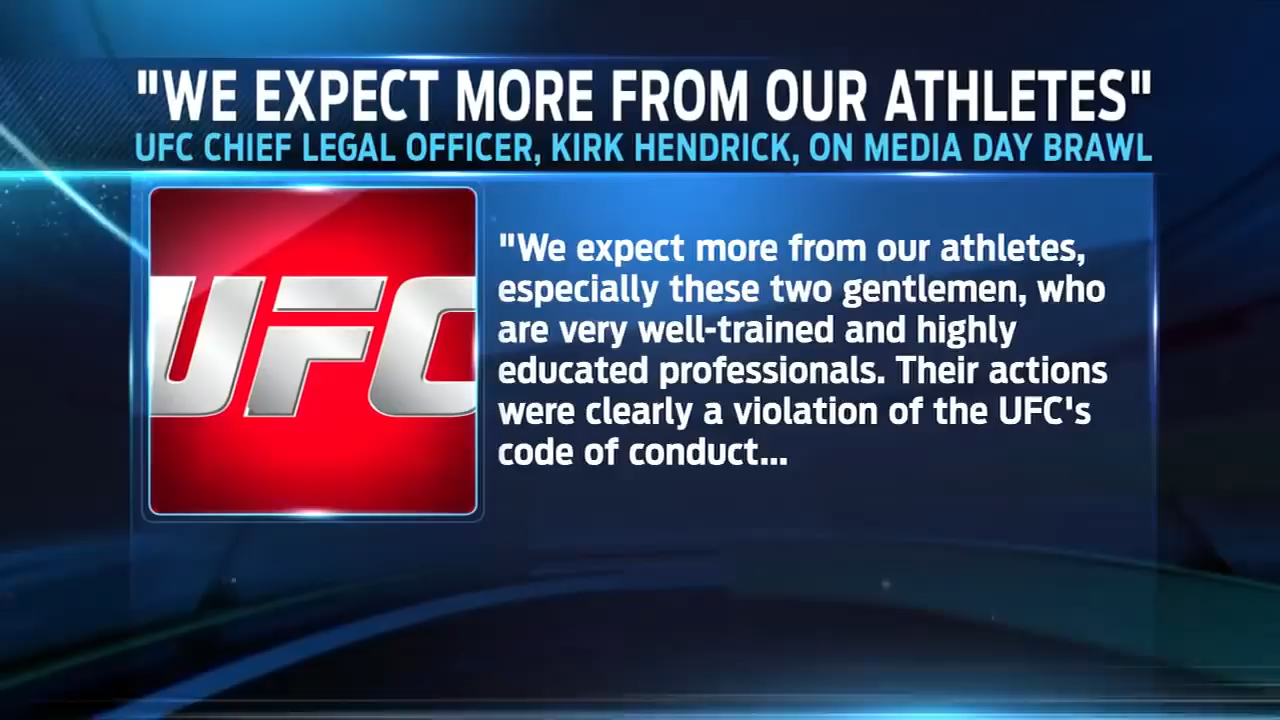 "WE EXPECT MORE FROM OUR ATHLETES"
UFC CHIEF LEGAL OFFICER, KIRK HENDRICK, ON MEDIA DAY BRAWL
UFC
"We expect more from our athletes,
especially these two gentlemen, who
are very well-trained and highly
educated professionals. Their actions
were clearly a violation of the UFC's
code of conduct...